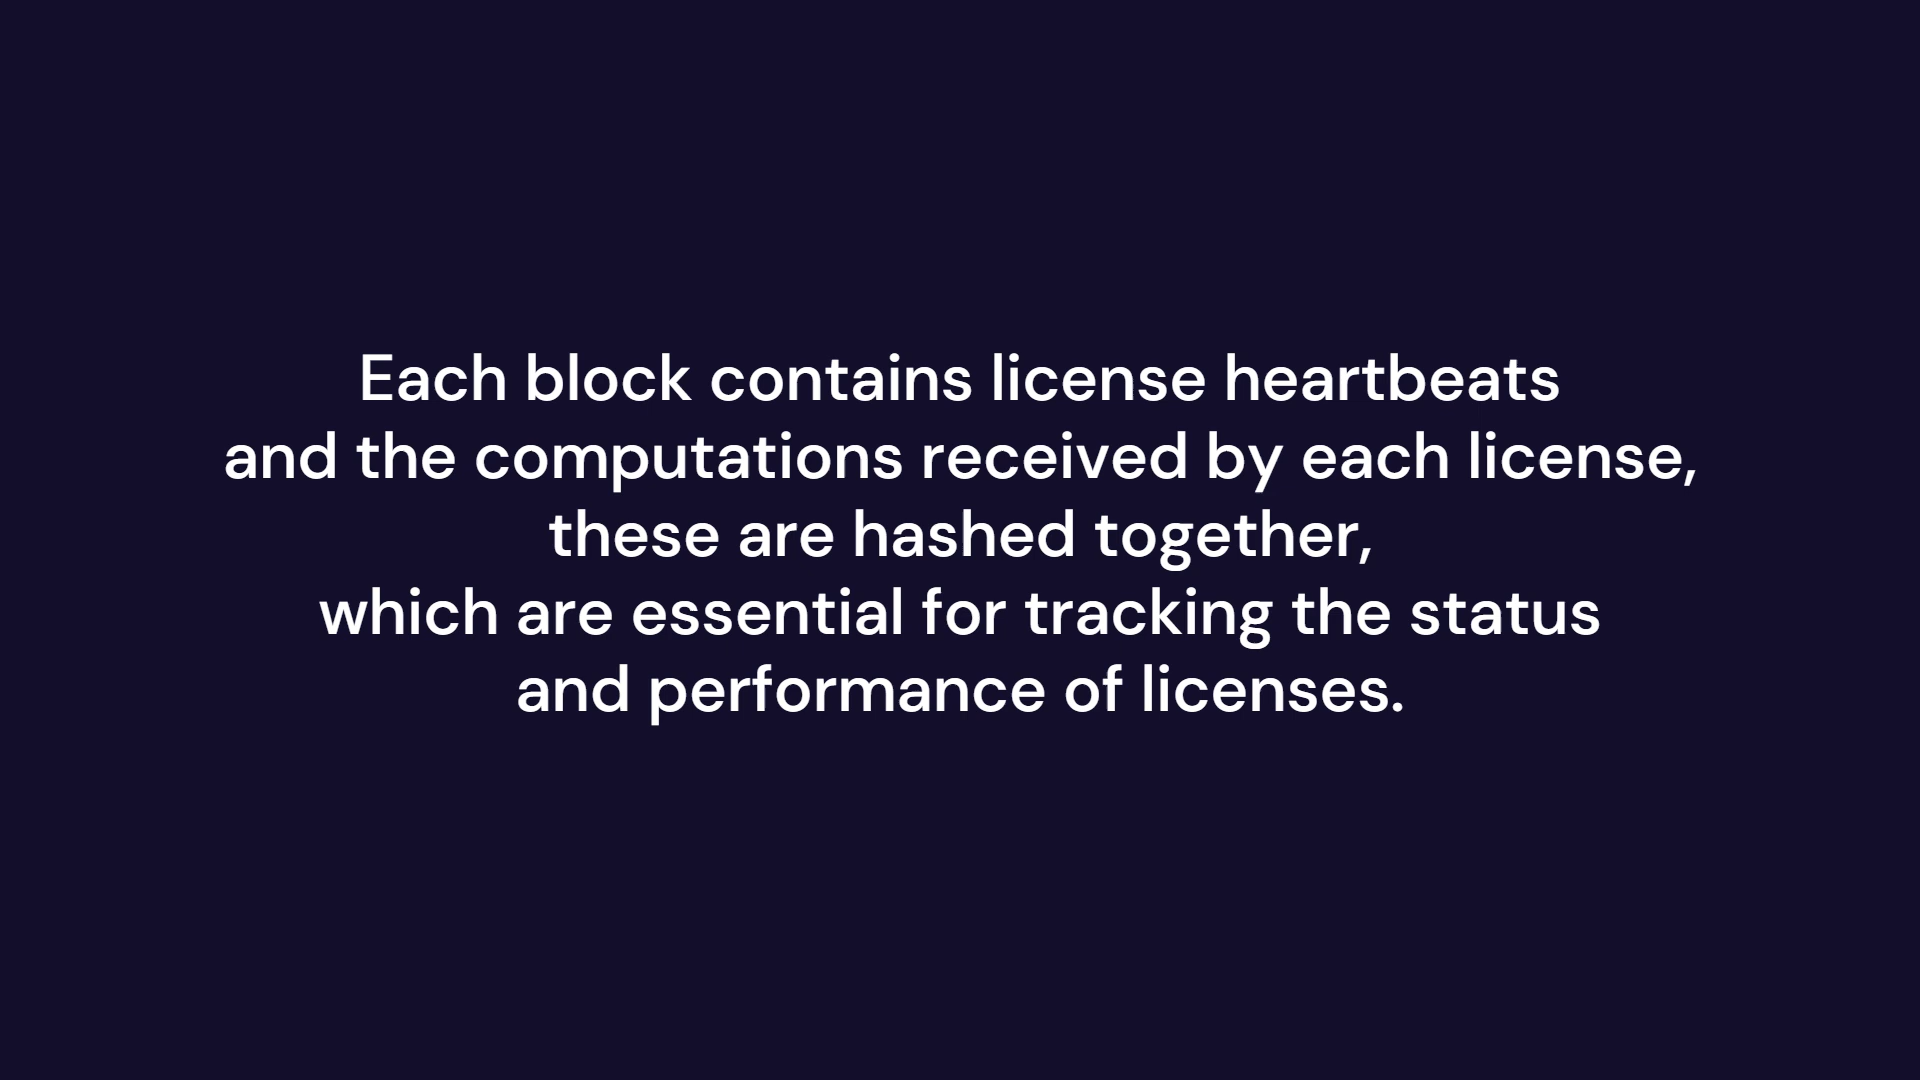 Each block contains license heartbeats
and the computations received by each license,
these are hashed together,
which are essential for tracking the status
and performance of licenses.